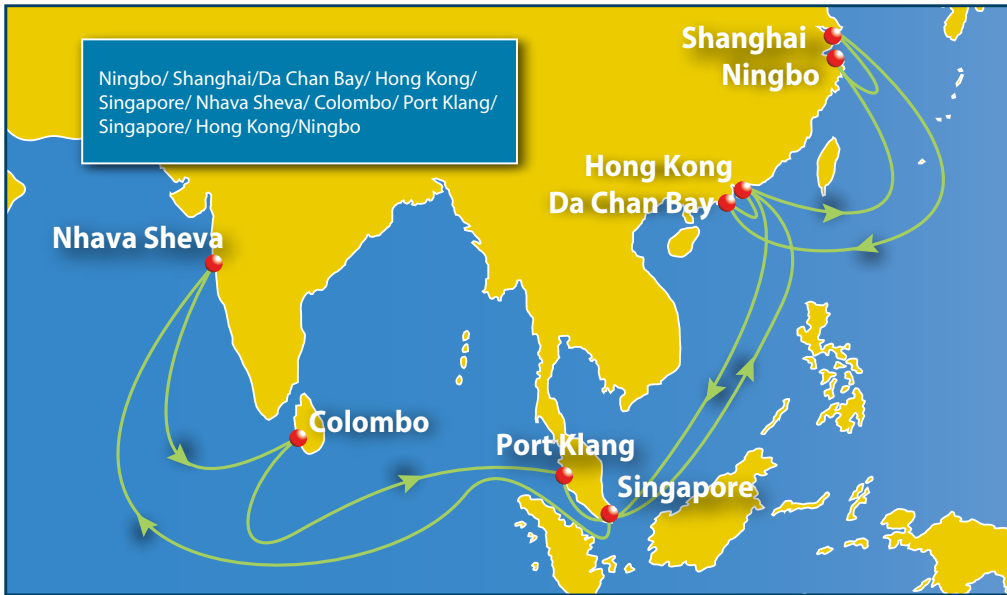 Shanghai
Ningbo
Ningbo/ Shanghai/Da Chan Bay/ Hong Kong/
Singapore/ Nhava Sheva/ Colombo/ Port Klang/
Singapore/ Hong Kong/Ningbo
Hong Kong
Da Chan Bay
Nhava Sheva
Colombo
Port Klang
Singapore